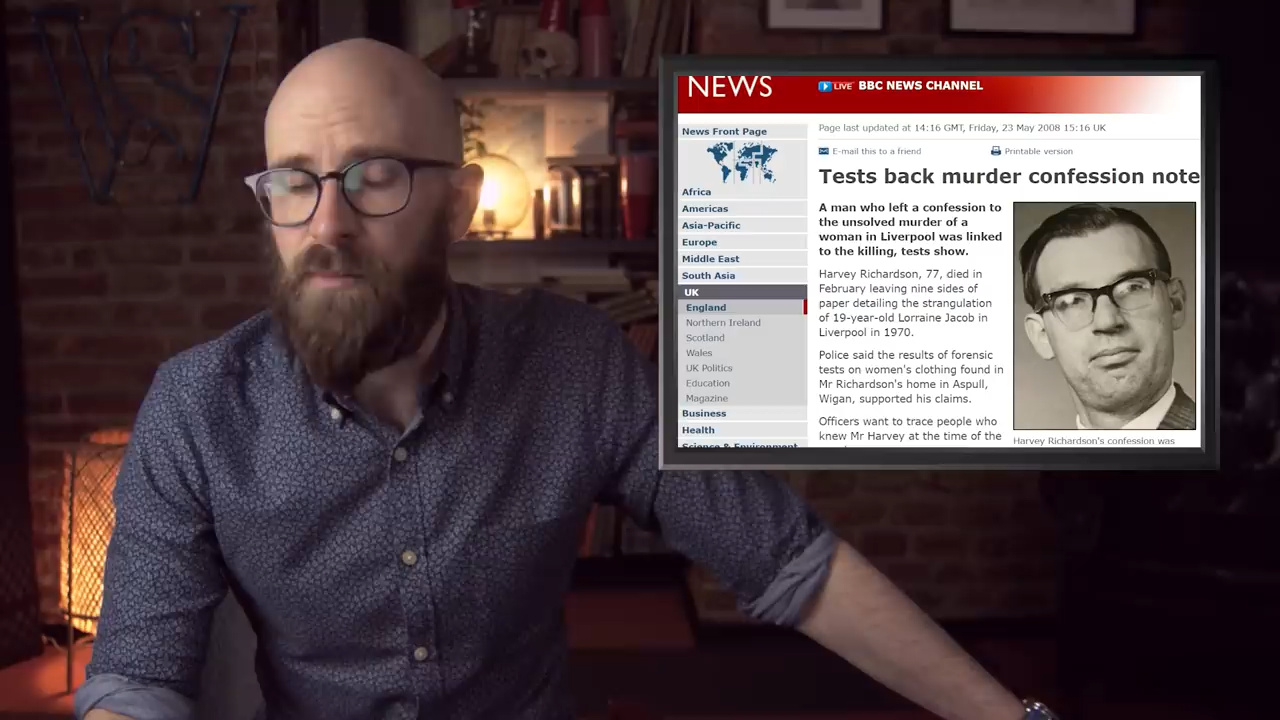 NEWS
LIVE BBC NEWS CHANNEL
Page last updated at 14:16 GMT, Friday, 23 May 2008 15:16 UK
E-mail this to a friend
Printable version
Tests back murder confession note
A man who left a confession to
the unsolved murder of a
woman in Liverpool was linked
to the killing, tests show.
Harvey Richardson, 77, died in
February leaving nine sides of
paper detailing the strangulation
of 19-year-old Lorraine Jacob in
Liverpool in 1970.
Police said the results of forensic
tests on women's clothing found in
Mr Richardson's home in Aspull,
Wigan, supported his claims.
Officers want to trace people who
knew Mr Harvey at the time of the
Harvey Richardson's confession was
News Front Page
Africa
Americas
Asia-Pacific
Europe
Middle East
South Asia
UK
England
Northern Ireland
Scotland
Wales
UK Politics
Education
Magazine
Business
Health
Science & Environment